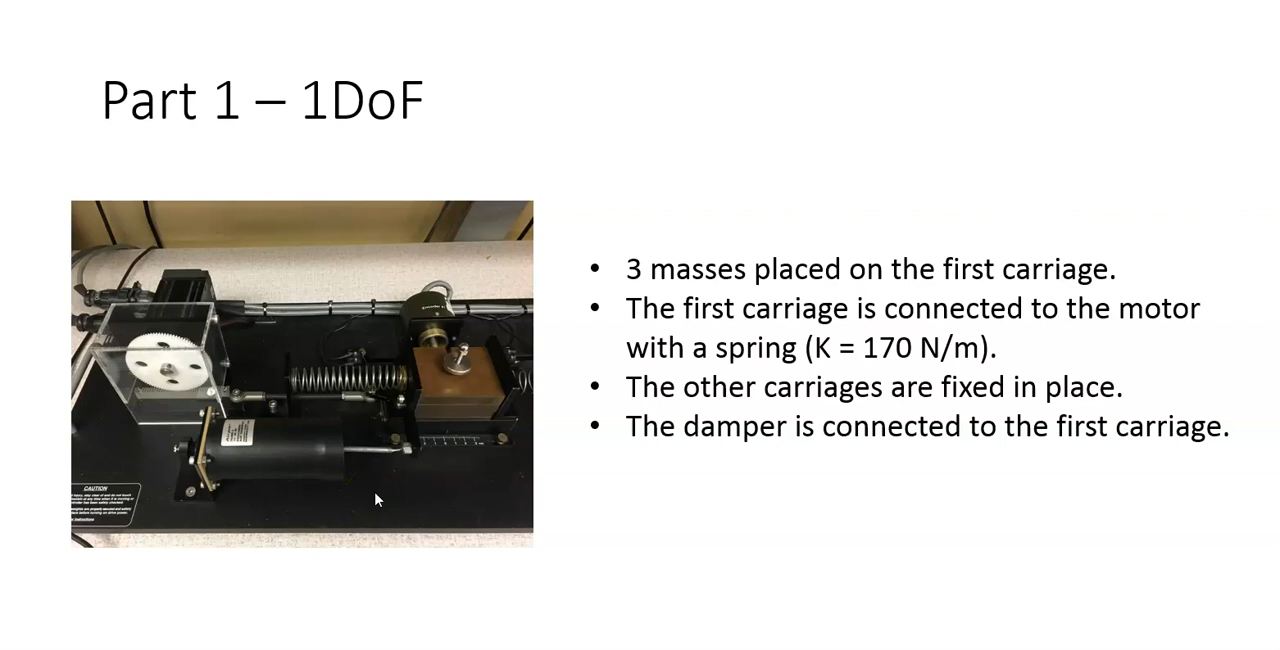 Part 1 – 1DoF
• 3 masses placed on the first carriage.
• The first carriage is connected to the motor
with a spring (K = 170 N/m).
• The other carriages are fixed in place.
• The damper is connected to the first carriage.
CAUTION